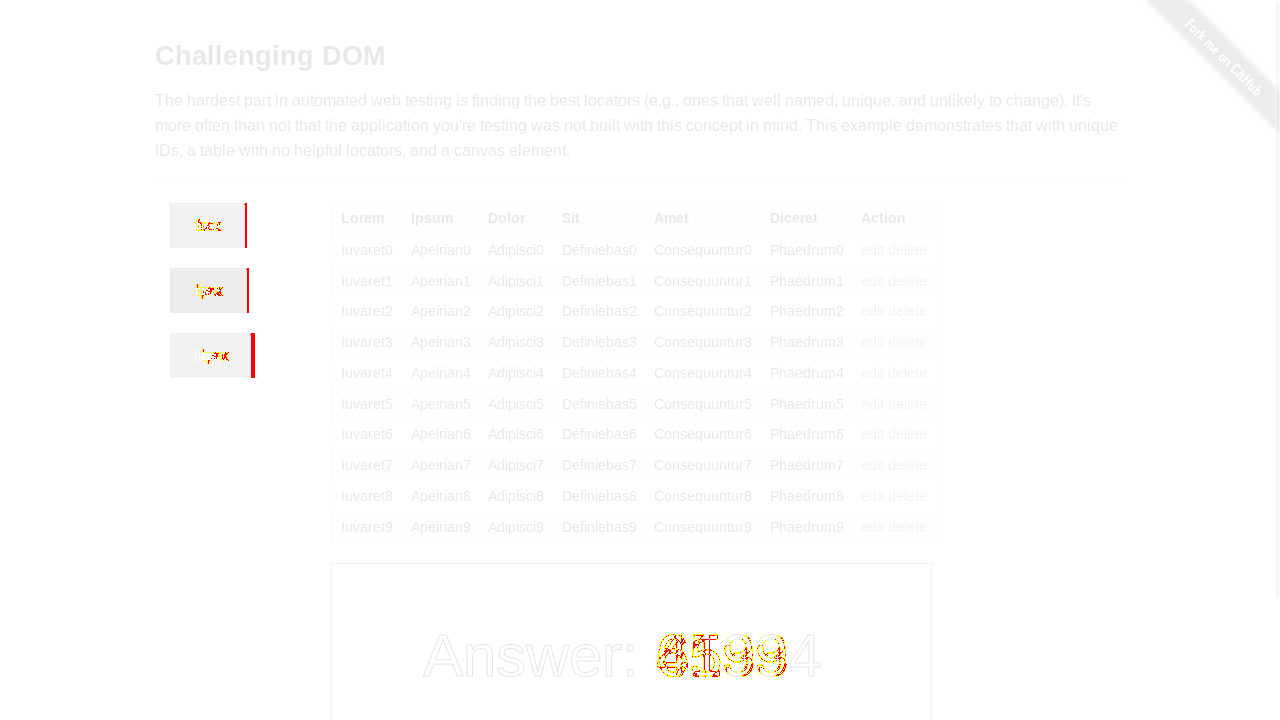 Fork me on GitHub
Challenging DOM
The hardest part in automated web testing is finding the best locators (e.g., ones that well named, unique, and unlikely to change). It's
more often than not that the application you're testing was not built with this concept in mind. This example demonstrates that with unique
IDs, a table with no helpful locators, and a canvas element.
Lorem Ipsum Dolor Sit Amet Diceret Action
Iuvaret0 Apeirian0 Adipisci0 Definiebas0 Consequuntur0 Phaedrum0 edit delete
Iuvaret1 Apeirian1 Adipisci1 Definiebas1 Consequuntur1 Phaedrum1 edit delete
Iuvaret2 Apeirian2 Adipisci2 Definiebas2 Consequuntur2 Phaedrum2 edit delete
Iuvaret3 Apeirian3 Adipisci3 Definiebas3 Consequuntur3 Phaedrum3 edit delete
Iuvaret4 Apeirian4 Adipisci4 Definiebas4 Consequuntur4 Phaedrum4 edit delete
Iuvaret5 Apeirian5 Adipisci5 Definiebas5 Consequuntur5 Phaedrum5 edit delete
Iuvaret6 Apeirian6 Adipisci6 Definiebas6 Consequuntur6 Phaedrum6 edit delete
Iuvaret7 Apeirian7 Adipisci7 Definiebas7 Consequuntur7 Phaedrum7 edit delete
Iuvaret8 Apeirian8 Adipisci8 Definiebas8 Consequuntur8 Phaedrum8 edit delete
Iuvaret9 Apeirian9 Adipisci9 Definiebas9 Consequuntur9 Phaedrum9 edit delete
Answer: